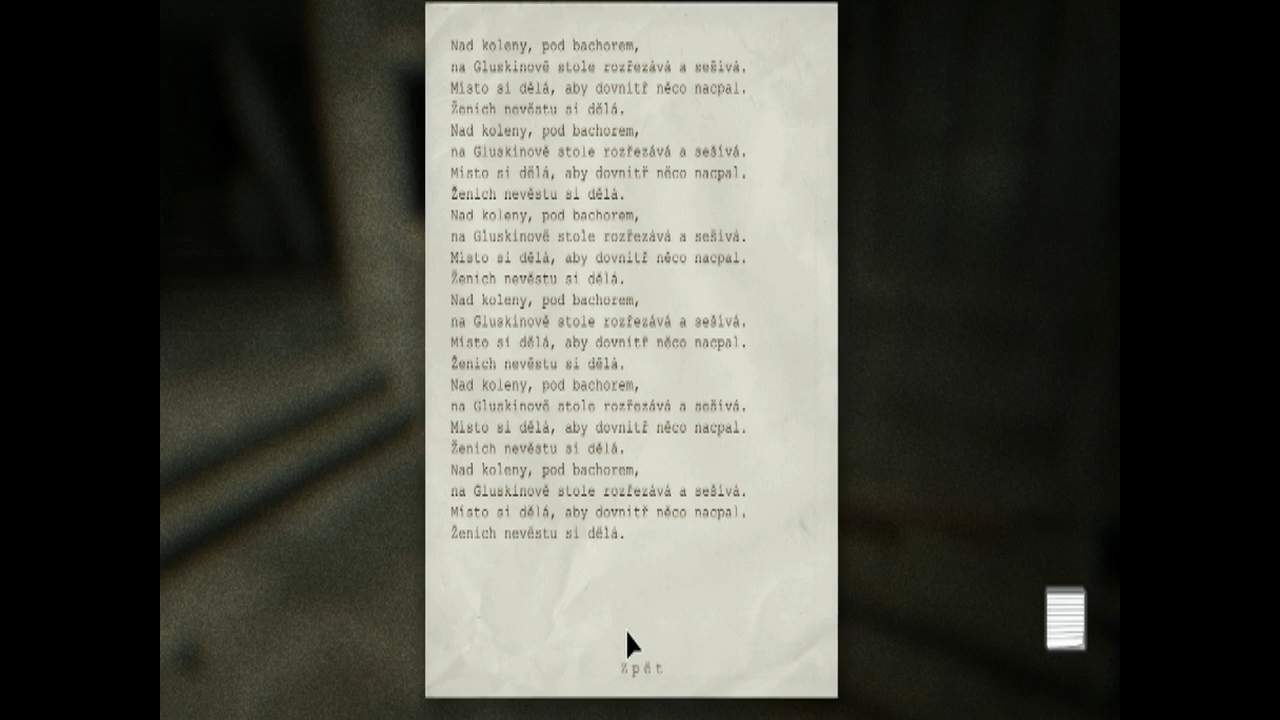 Nad koleny, pod bachorem,
na Gluskinově stole rozřezává a sešívá.
Místo si dělá, aby dovnitř něco nacpal.
Ženich nevěstu si dělá.
Nad koleny, pod bachorem,
na Gluskinově stole rozřezává a sešívá.
Místo si dělá, aby dovnitř něco nacpal.
Ženich nevěstu si dělá.
Nad koleny, pod bachorem,
na Gluskinově stole rozřezává a sešívá.
Místo si dělá, aby dovnitř něco nacpal.
Ženich nevěstu si dělá.
Nad koleny, pod bachorem,
na Gluskinově stole rozřezává a sešívá.
Místo si dělá, aby dovnitř něco nacpal.
Ženich nevěstu si dělá.
Nad koleny, pod bachorem,
na Gluskinově stole rozřezává a sešívá.
Místo si dělá, aby dovnitř něco nacpal.
Ženich nevěstu si dělá.
Nad koleny, pod bachorem,
na Gluskinově stole rozřezává a sešívá.
Místo si dělá, aby dovnitř něco nacpal.
Ženich nevěstu si dělá.
Zpět